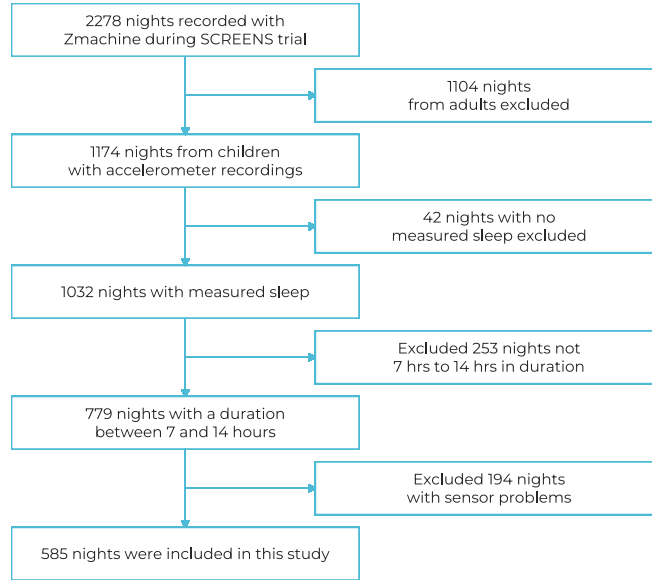 2278 nights recorded with
Zmachine during SCREENS trial
1104 nights
from adults excluded
1174 nights from children
with accelerometer recordings
42 nights with no
measured sleep excluded
1032 nights with measured sleep
Excluded 253 nights not
7 hrs to 14 hrs in duration
779 nights with a duration
between 7 and 14 hours
Excluded 194 nights
with sensor problems
585 nights were included in this study